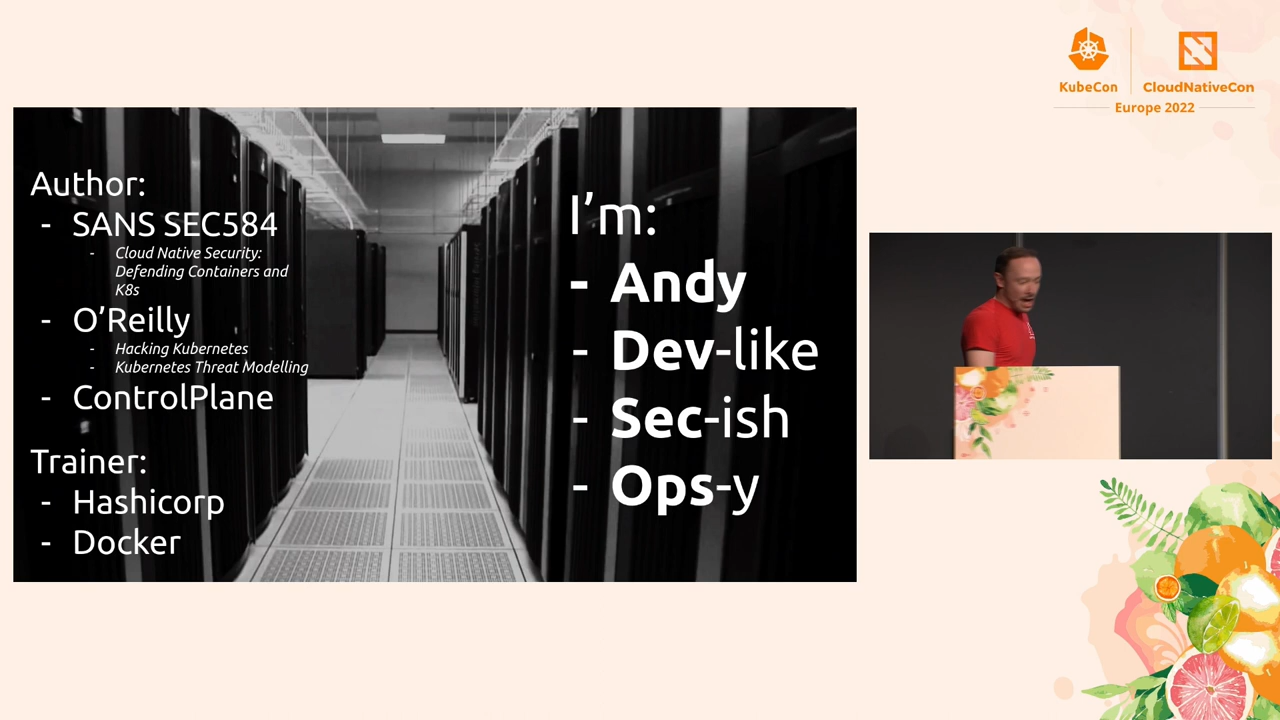 KubeCon
CloudNativeCon
Europe 2022
Author:
- SANS SEC584
- Cloud Native Security:
Defending Containers and
K8s
- O’Reilly
- Hacking Kubernetes
- Kubernetes Threat Modelling
- ControlPlane
Trainer:
- Hashicorp
- Docker
I’m:
- Andy
- Dev-like
- Sec-ish
- Ops-y